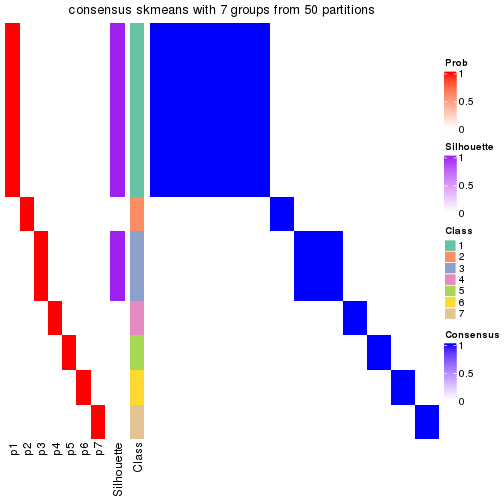 consensus skmeans with 7 groups from 50 partitions
Prob
1
0.5
0
Silhouette
1
0.5
0
Class
1
2
3
4
5
6
7
Consensus
1
0.5
0
p1
p2
p3
p4
p5
p6
p7
Silhouette
Class